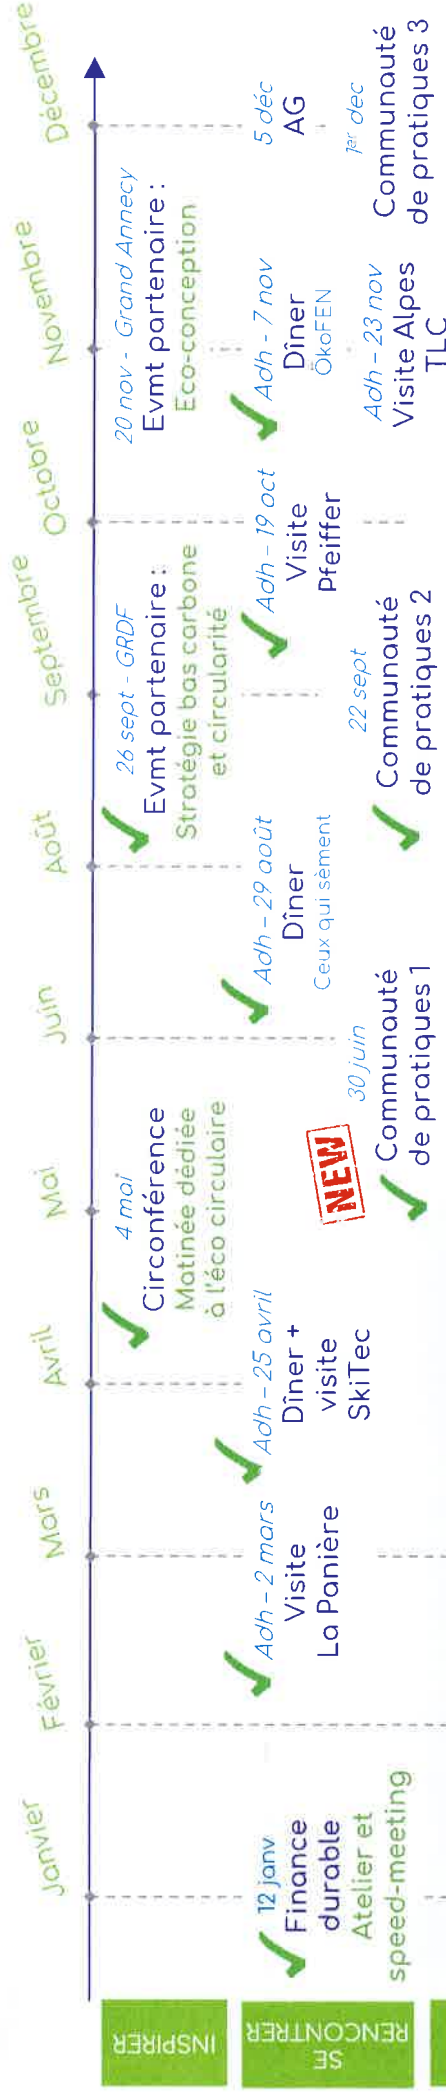 Janvier
Février
Mars
Avril
Mai
Juin
Août
Septembre
Octobre
Novembre
Décembre
INSPIRER
4 mai
Circonférence
Matinée dédiée
à l'éco circulaire
26 sept - GRDF
Evmt partenaire :
Stratégie bas carbone
et circularité
20 nov - Grand Annecy
Evmt partenaire :
Eco-conception
SE
RENCONTRER
12 janv
Finance
durable
Atelier et
speed-meeting
Adh - 2 mars
Visite
La Panière
Adh - 25 avril
Dîner +
visite
SkiTec
NEW
30 juin
Communauté
de pratiques 1
Adh - 29 août
Dîner
Ceux qui sèment
22 sept
Communauté
de pratiques 2
Adh - 19 oct
Visite
Pfeiffer
Adh - 7 nov
Dîner
ÖkoFEN
Adh - 23 nov
Visite Alpes
TLC
5 déc
AG
1er dec
Communauté
de pratiques 3